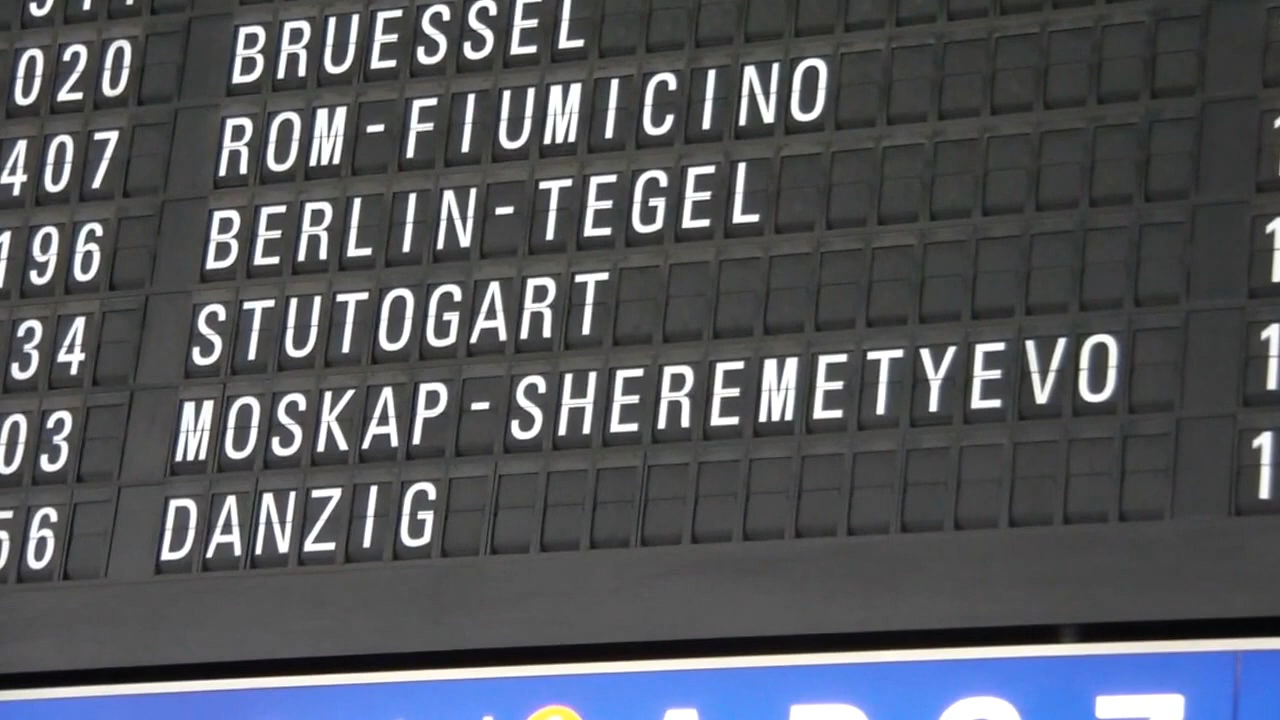 020 BRUESSEL
407 ROM-FIUMICINO
196 BERLIN-TEGEL
34 STUTOGART
03 MOSKAP-SHEREMETYEVO
56 DANZIG